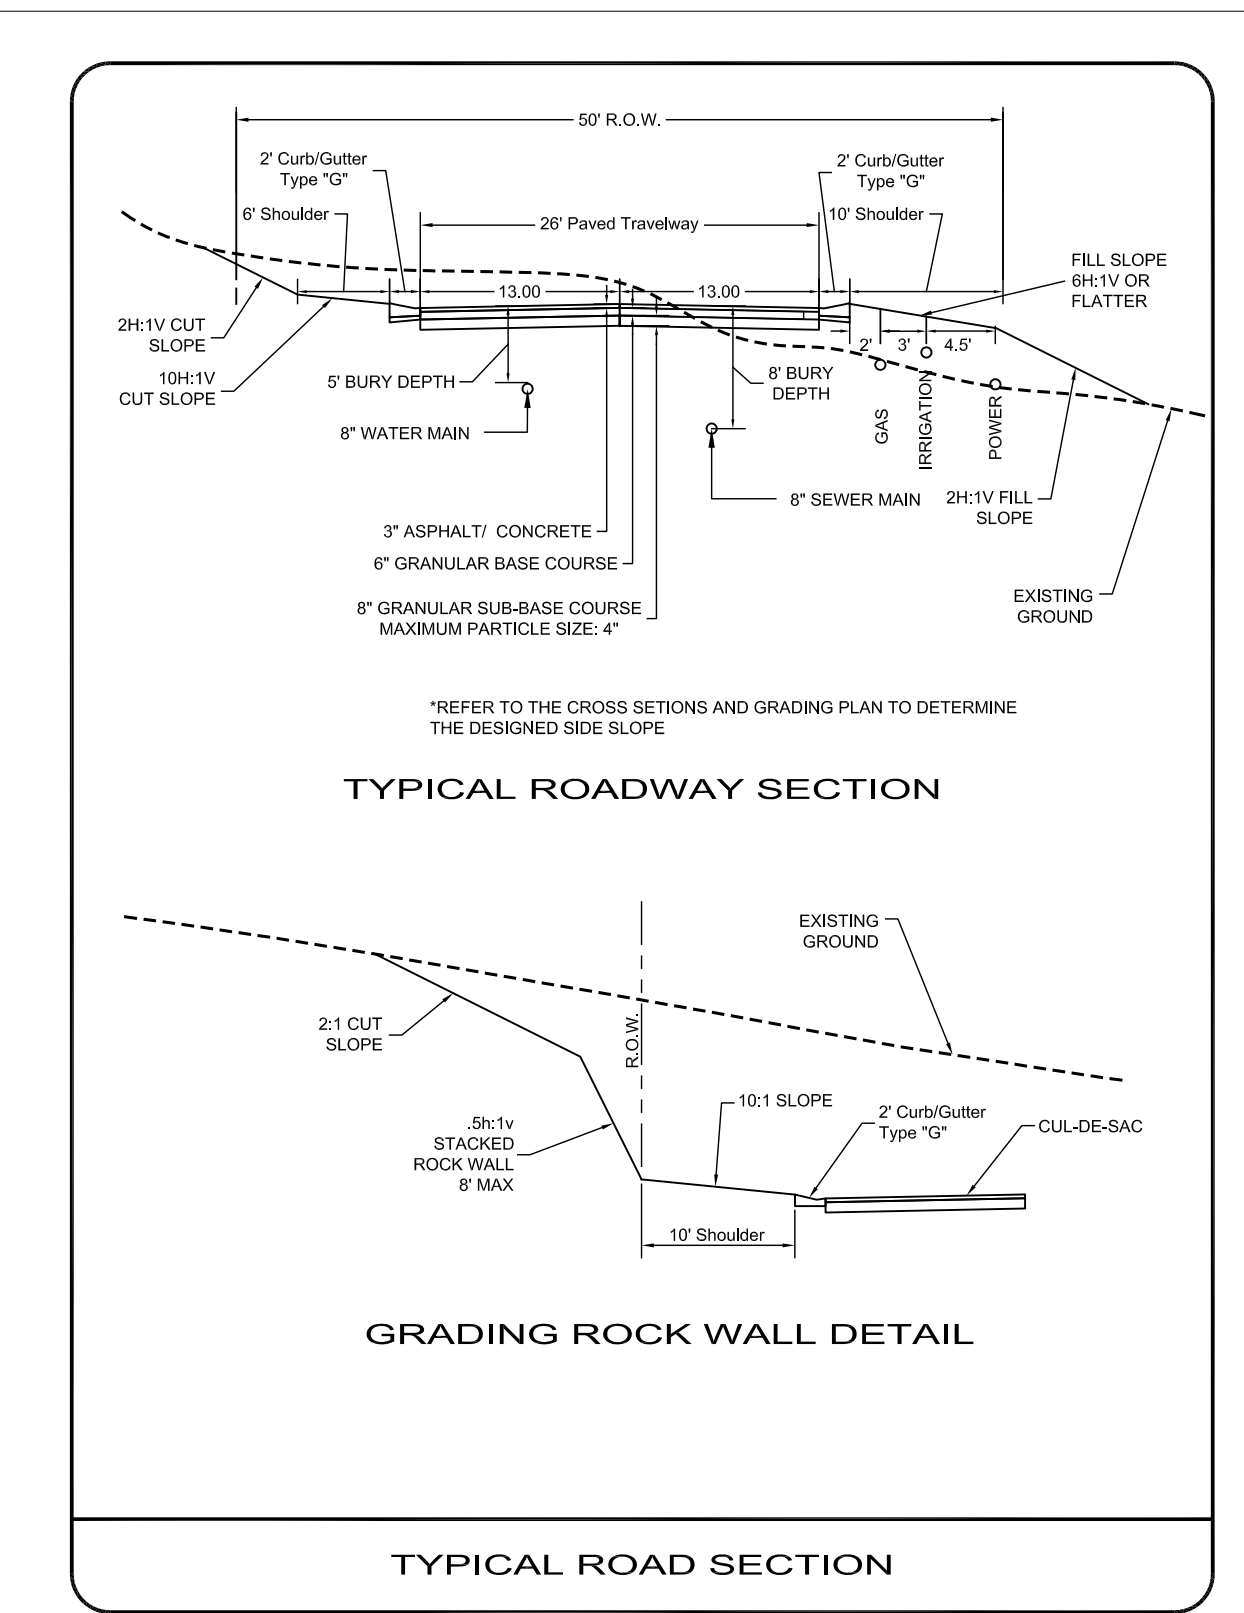 50' R.O.W.
2' Curb/Gutter
Type "G"
2' Curb/Gutter
Type "G"
6' Shoulder
26' Paved Travelway
10' Shoulder
FILL SLOPE
6H:1V OR
FLATTER
13.00
13.00
2H:1V CUT
SLOPE
2'
3'
4.5'
10H:1V
CUT SLOPE
5' BURY DEPTH
8' BURY
DEPTH
GAS
IRRIGATION
POWER
8" WATER MAIN
8" SEWER MAIN
2H:1V FILL
SLOPE
3" ASPHALT/ CONCRETE
6" GRANULAR BASE COURSE
8" GRANULAR SUB-BASE COURSE
MAXIMUM PARTICLE SIZE: 4"
EXISTING
GROUND
*REFER TO THE CROSS SETIONS AND GRADING PLAN TO DETERMINE
THE DESIGNED SIDE SLOPE
TYPICAL ROADWAY SECTION
EXISTING
GROUND
2:1 CUT
SLOPE
R.O.W.
10:1 SLOPE
2' Curb/Gutter
Type "G"
CUL-DE-SAC
.5h:1v
STACKED
ROCK WALL
8' MAX
10' Shoulder
GRADING ROCK WALL DETAIL
TYPICAL ROAD SECTION